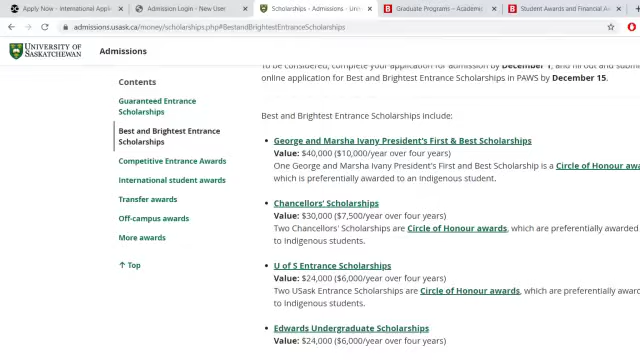 Apply Now - International Applic
Admission Login - New User
Scholarships - Admissions - Univ
Graduate Programs – Academic
Student Awards and Financial Ai
admissions.usask.ca/money/scholarships.php#BestandBrightestEntranceScholarships
UNIVERSITY OF
SASKATCHEWAN
Admissions
To be considered, complete your application for admission by December 1, and fill out and submit
online application for Best and Brightest Entrance Scholarships in PAWS by December 15.
Contents
Guaranteed Entrance
Scholarships
Best and Brightest Entrance
Scholarships
Competitive Entrance Awards
International student awards
Transfer awards
Off-campus awards
More awards
↑ Top
Best and Brightest Entrance Scholarships include:
• George and Marsha Ivany President's First & Best Scholarships
Value: $40,000 ($10,000/year over four years)
One George and Marsha Ivany President's First and Best Scholarship is a Circle of Honour awa
which is preferentially awarded to an Indigenous student.
• Chancellors' Scholarships
Value: $30,000 ($7,500/year over four years)
Two Chancellors' Scholarships are Circle of Honour awards, which are preferentially awarded
to Indigenous students.
• U of S Entrance Scholarships
Value: $24,000 ($6,000/year over four years)
Two USask Entrance Scholarships are Circle of Honour awards, which are preferentially award
to Indigenous students.
• Edwards Undergraduate Scholarships
Value: $24,000 ($6,000/year over four years)